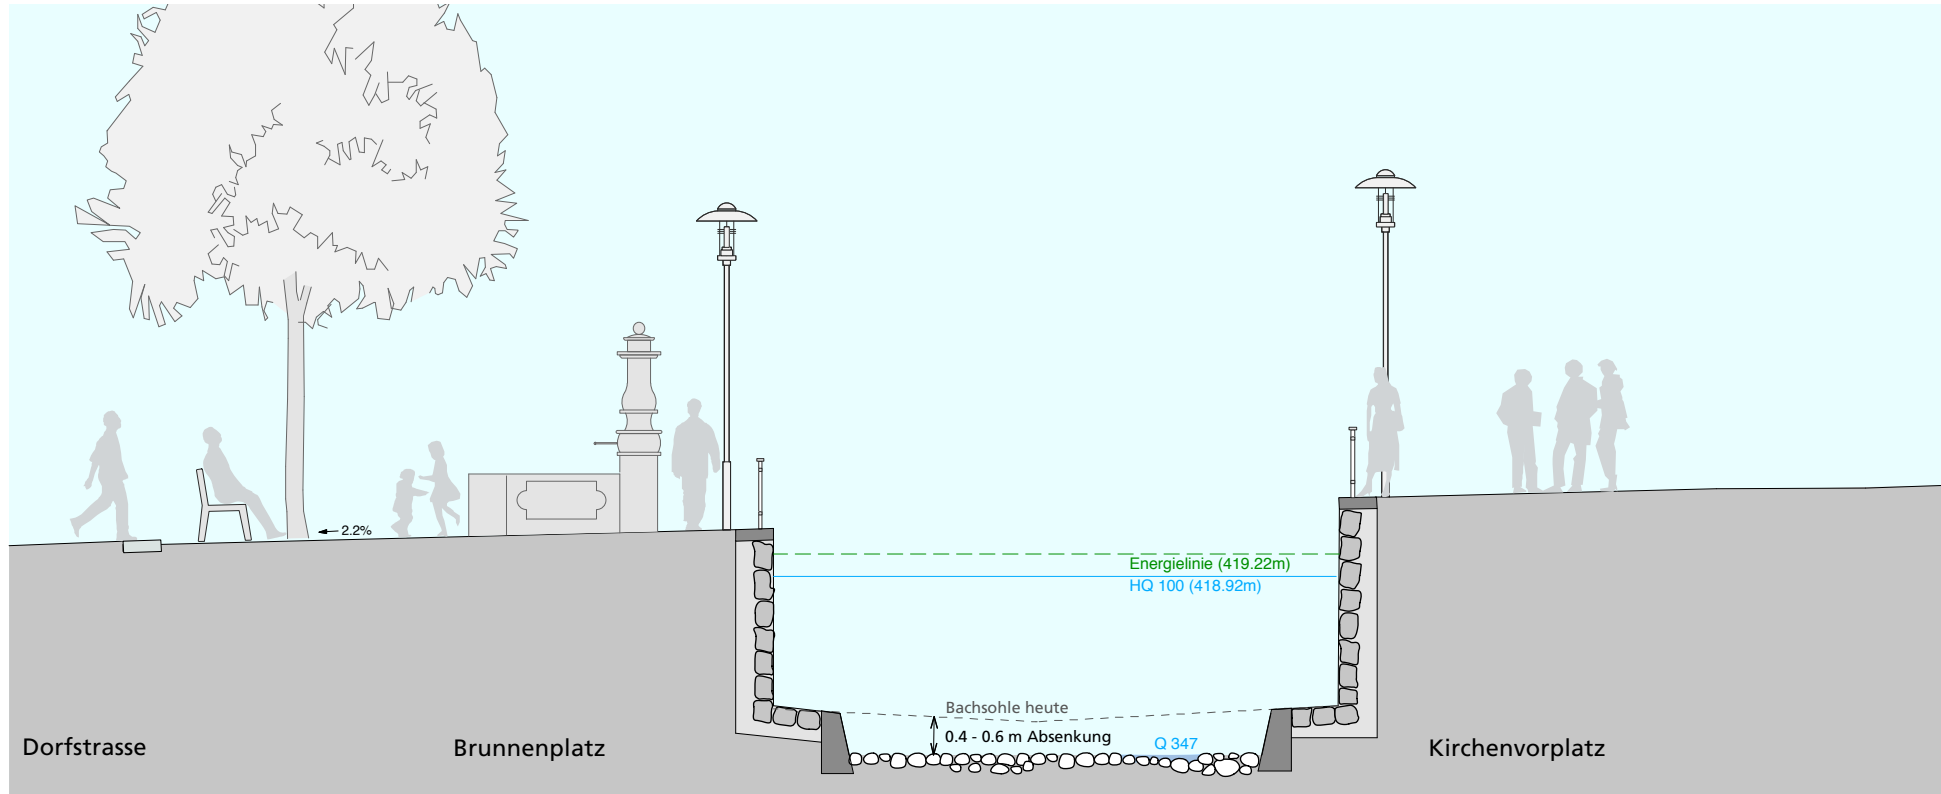 2.2%
Energielinie (419.22m)
HQ 100 (418.92m)
Bachsohle heute
0.4 - 0.6 m Absenkung
Q 347
Dorfstrasse
Brunnenplatz
Kirchenvorplatz